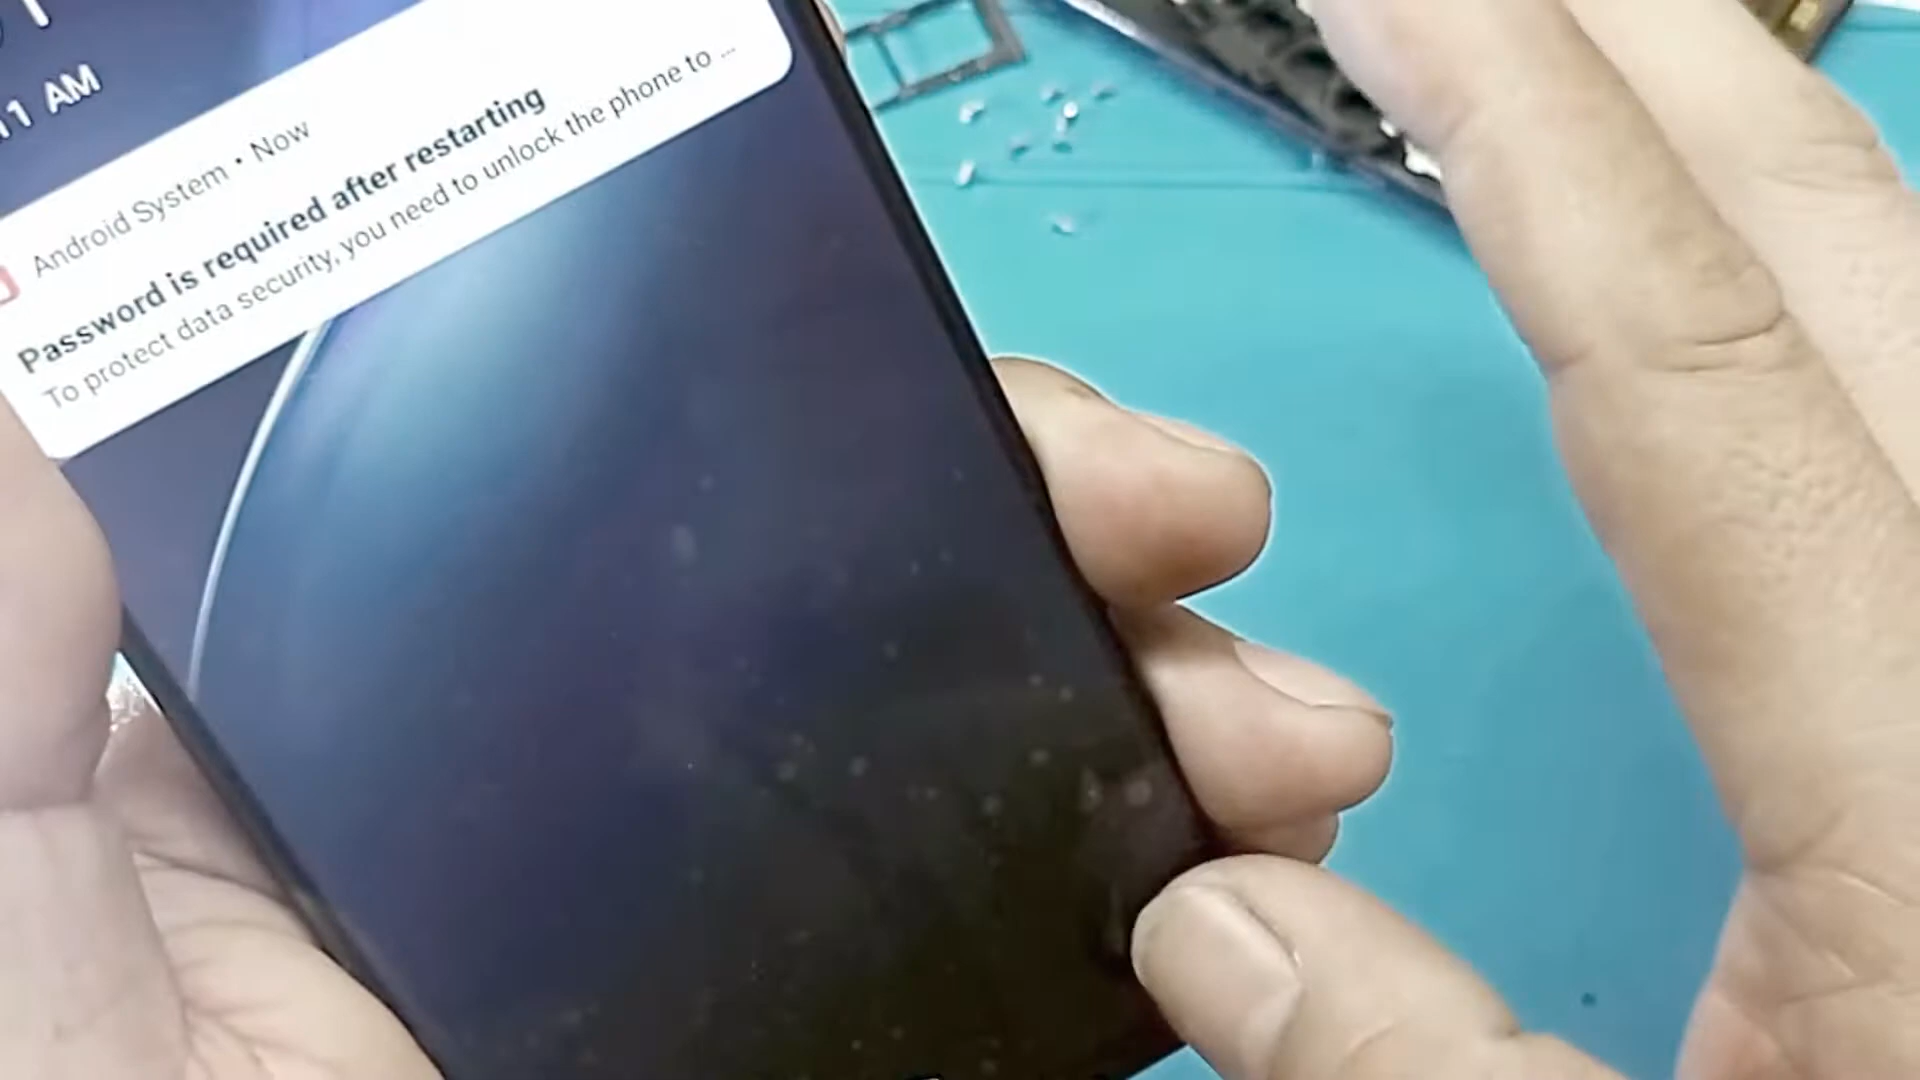 11 AM
Android System • Now
Password is required after restarting
To protect data security, you need to unlock the phone to ...